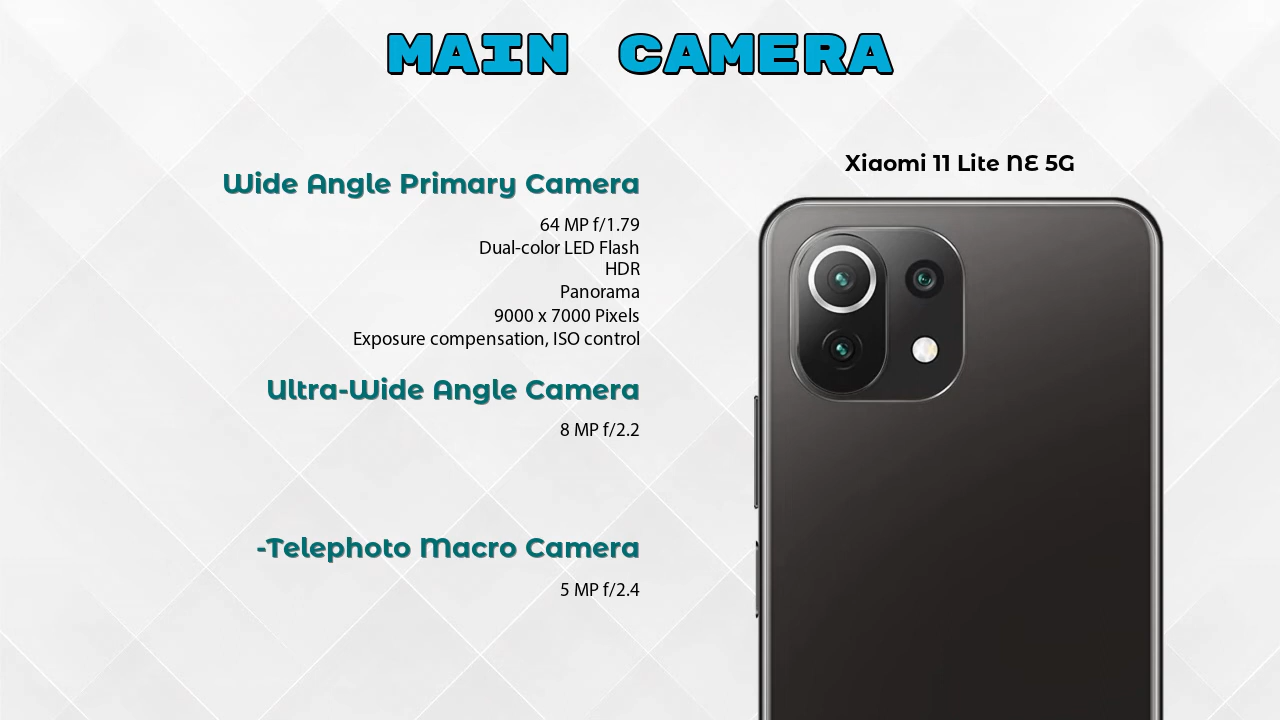 MAIN CAMERA
Wide Angle Primary Camera
64 MP f/1.79
Dual-color LED Flash
HDR
Panorama
9000 x 7000 Pixels
Exposure compensation, ISO control
Ultra-Wide Angle Camera
8 MP f/2.2
-Telephoto Macro Camera
5 MP f/2.4
Xiaomi 11 Lite NE 5G